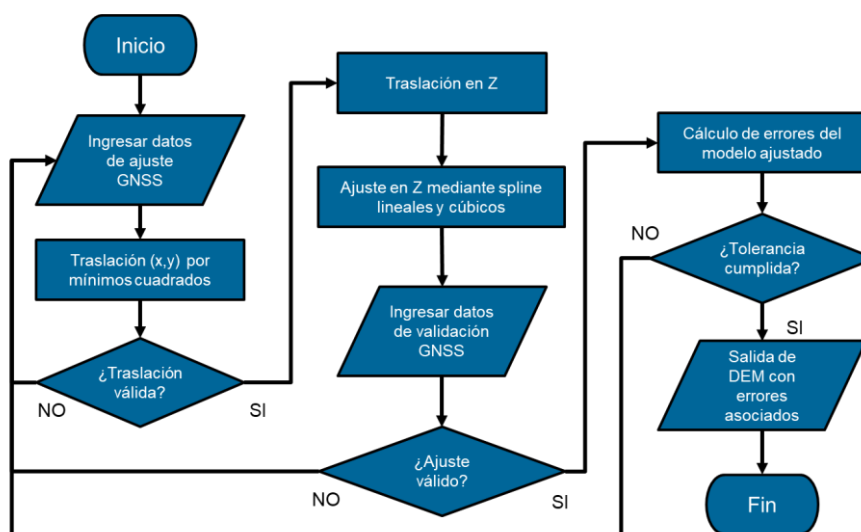 Inicio
Ingresar datos
de ajuste
GNSS
Traslación (x,y) por
mínimos cuadrados
¿Traslación
válida?
NO
SI
Traslación en Z
Ajuste en Z mediante spline
lineales y cúbicos
Ingresar datos
de validación
GNSS
¿Ajuste
válido?
NO
SI
Cálculo de errores del
modelo ajustado
NO
¿Tolerancia
cumplida?
SI
Salida de
DEM con
errores
asociados
Fin